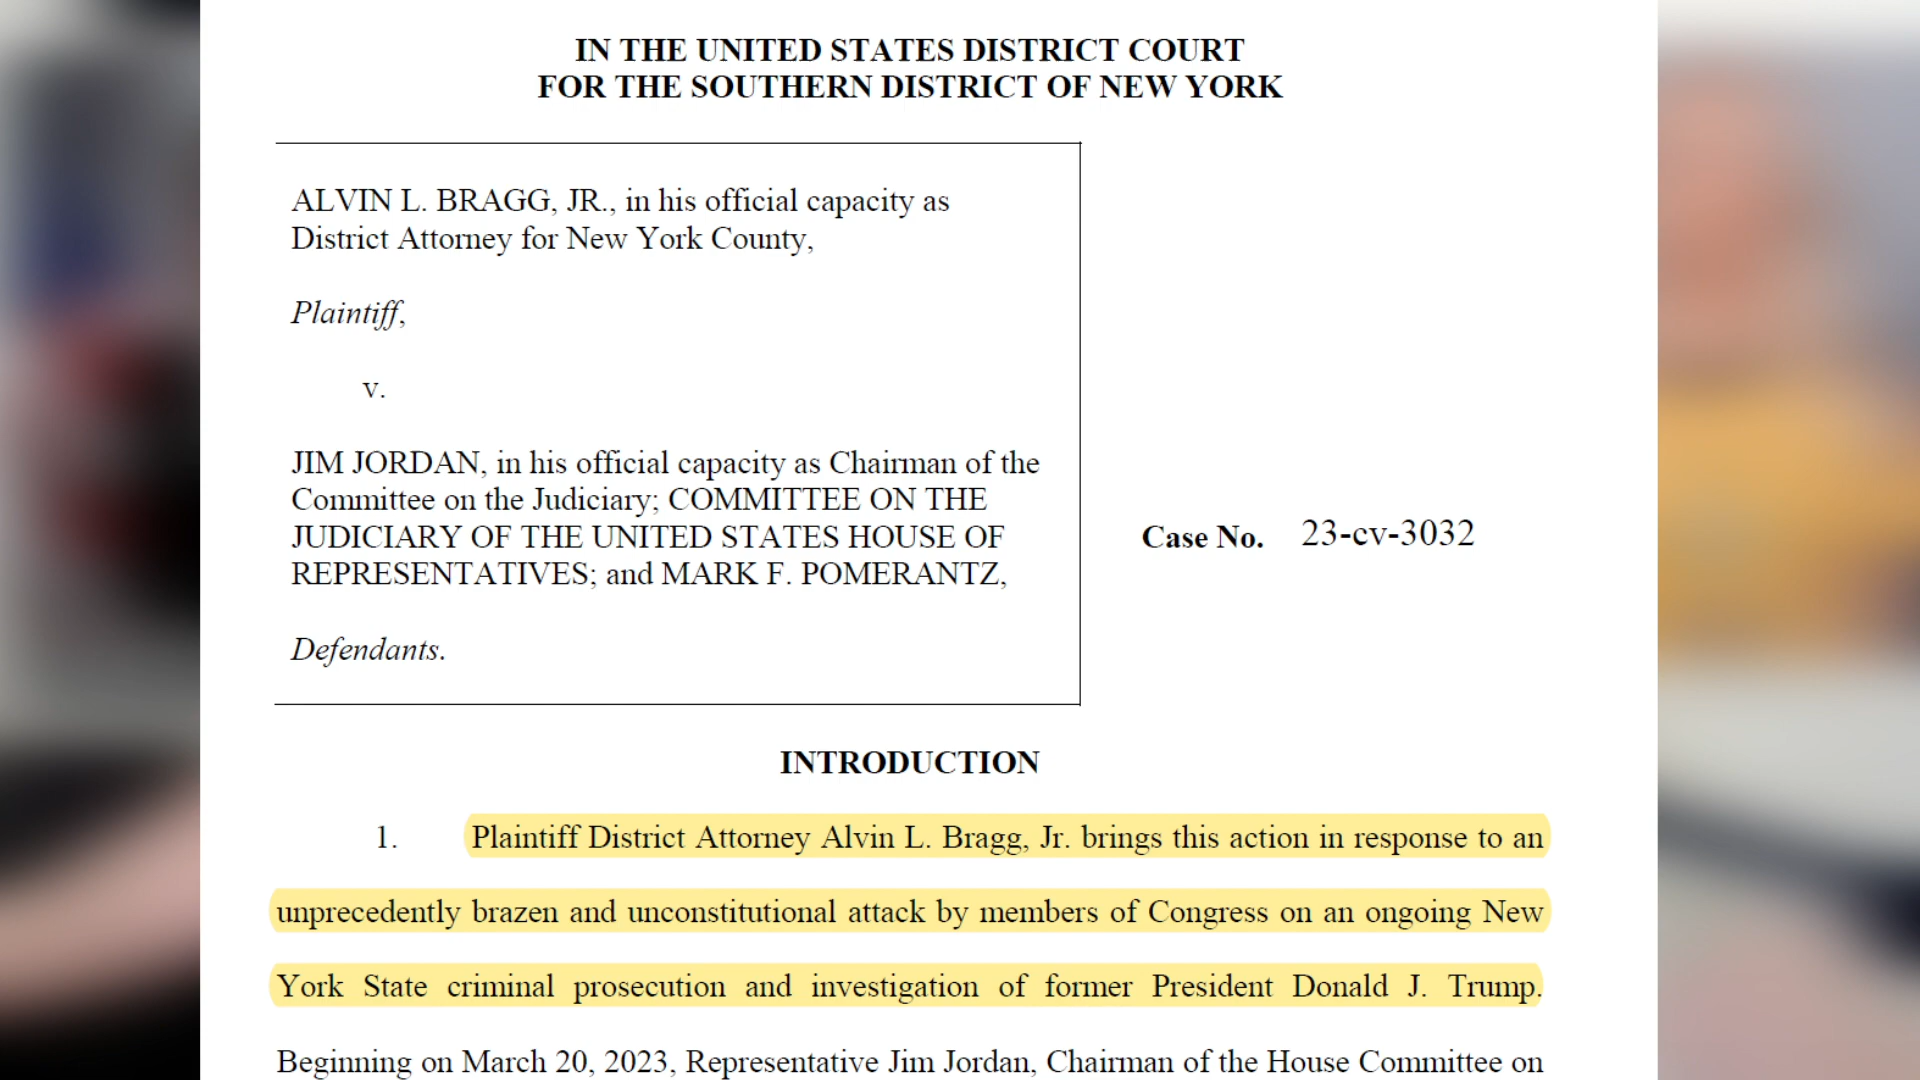 IN THE UNITED STATES DISTRICT COURT
FOR THE SOUTHERN DISTRICT OF NEW YORK
ALVIN L. BRAGG, JR., in his official capacity as
District Attorney for New York County,
Plaintiff,
v.
JIM JORDAN, in his official capacity as Chairman of the
Committee on the Judiciary; COMMITTEE ON THE
JUDICIARY OF THE UNITED STATES HOUSE OF
REPRESENTATIVES; and MARK F. POMERANTZ,
Defendants.
Case No. 23-cv-3032
INTRODUCTION
1. Plaintiff District Attorney Alvin L. Bragg, Jr. brings this action in response to an
unprecedently brazen and unconstitutional attack by members of Congress on an ongoing New
York State criminal prosecution and investigation of former President Donald J. Trump.
Beginning on March 20, 2023, Representative Jim Jordan, Chairman of the House Committee on